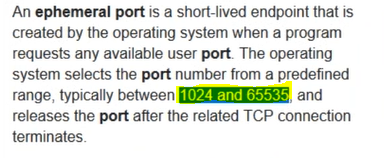 An ephemeral port is a short-lived endpoint that is
created by the operating system when a program
requests any available user port. The operating
system selects the port number from a predefined
range, typically between 1024 and 65535, and
releases the port after the related TCP connection
terminates.